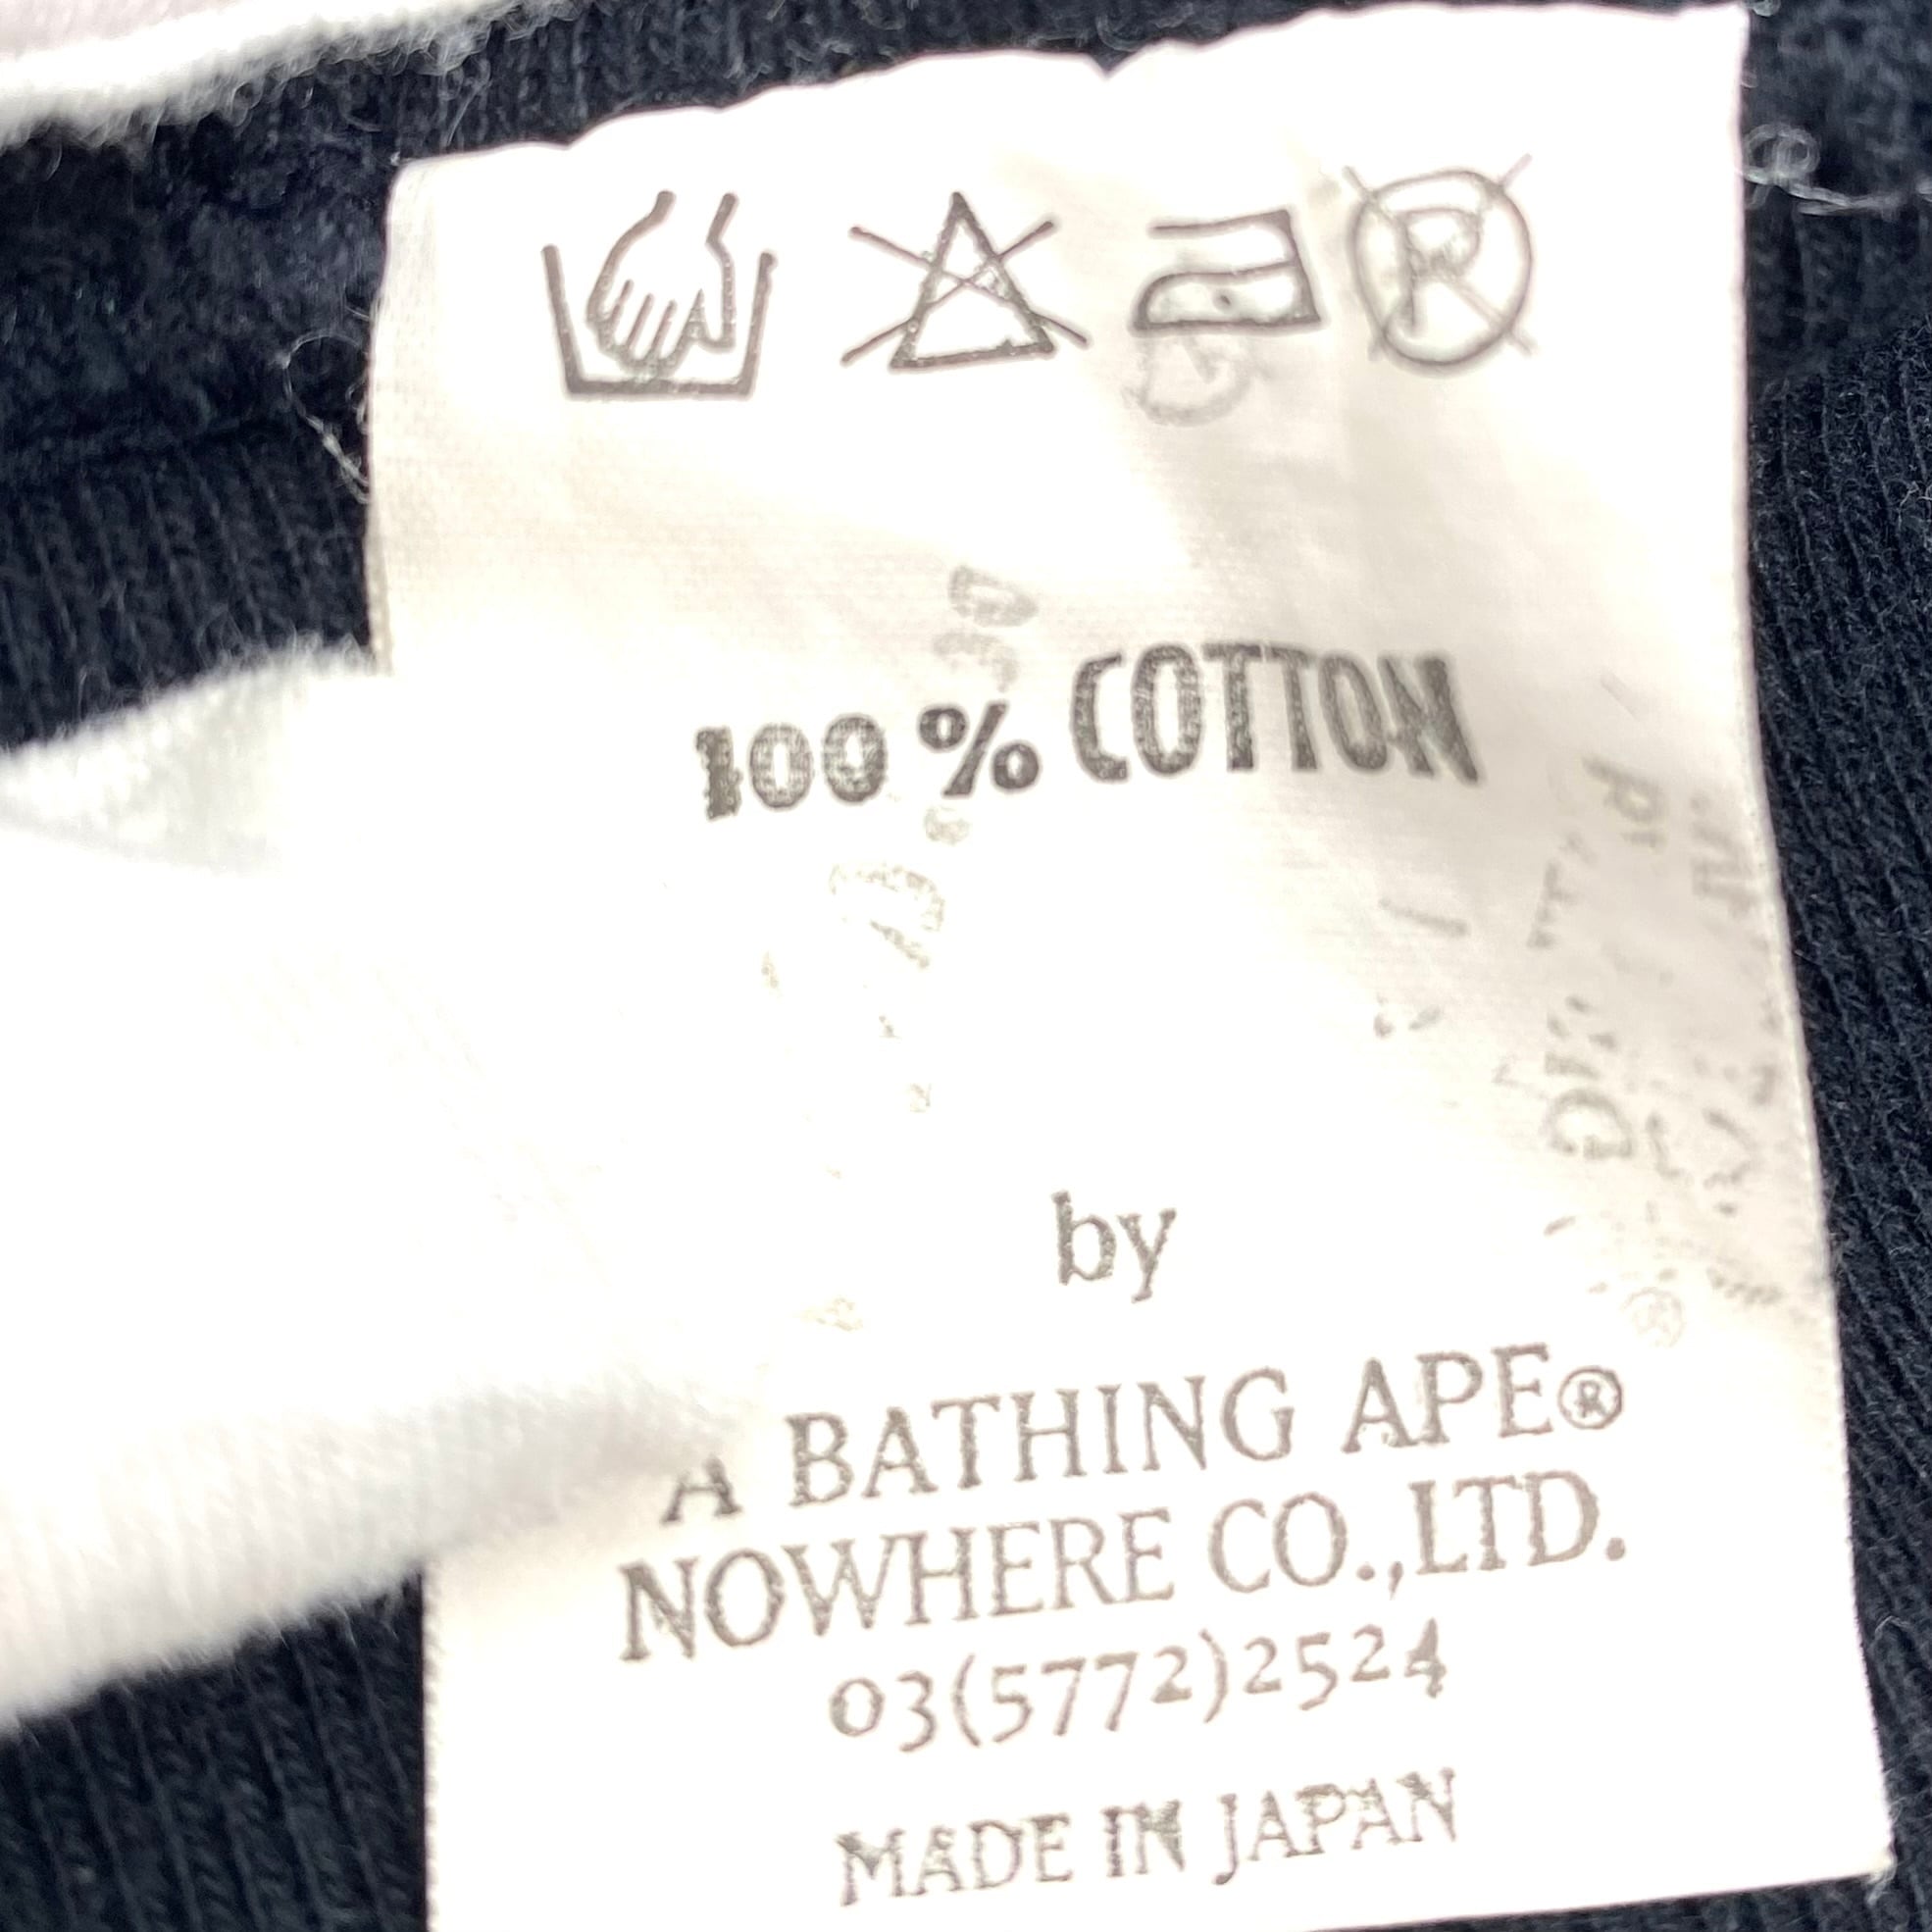 P
100 % COTTON
by
A BATHING APE®
NOWHERE CO.,LTD.
03(5772)2524
MADE IN JAPAN